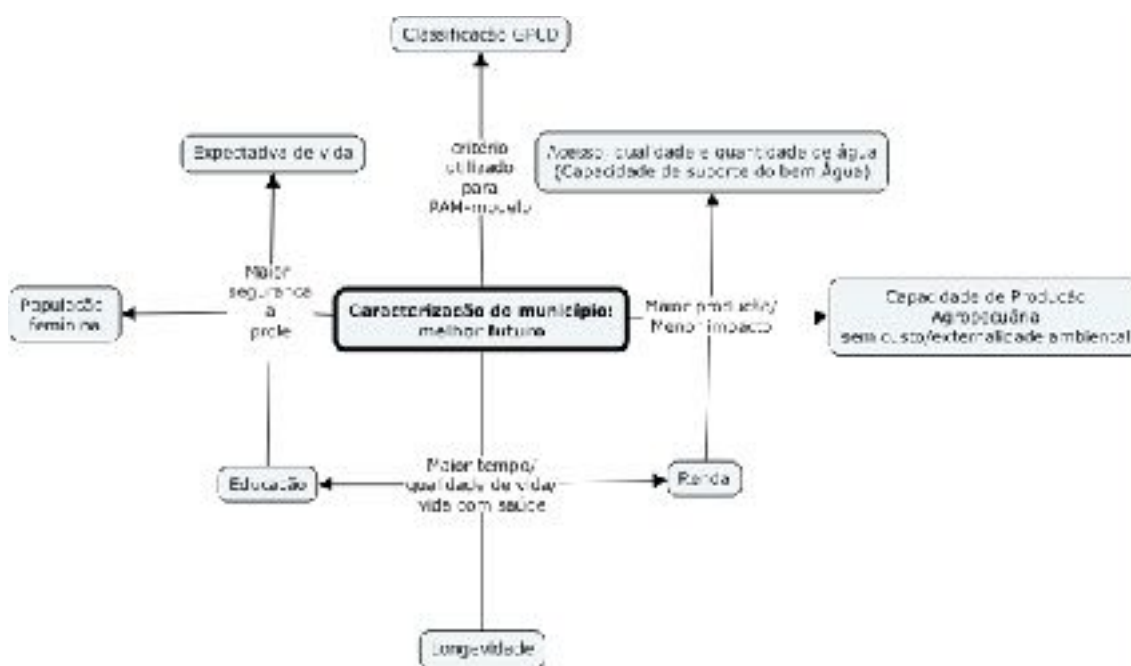 Classificação GPCD
critério
utilizado
para
RAM-modelo
Expectativa de vida
Acesso, qualidade e quantidade de água
(Capacidade de suporte do bem Água)
Maior
segurança
a
prole
População
feminina
Caracterização do município:
melhor futuro
Maior produção/
Menor impacto
Capacidade de Produção
Agropecuária
sem custo/externalidade ambiental
Educação
Maior tempo/
qualidade de vida/
vida com saúde
Renda
Longevidade